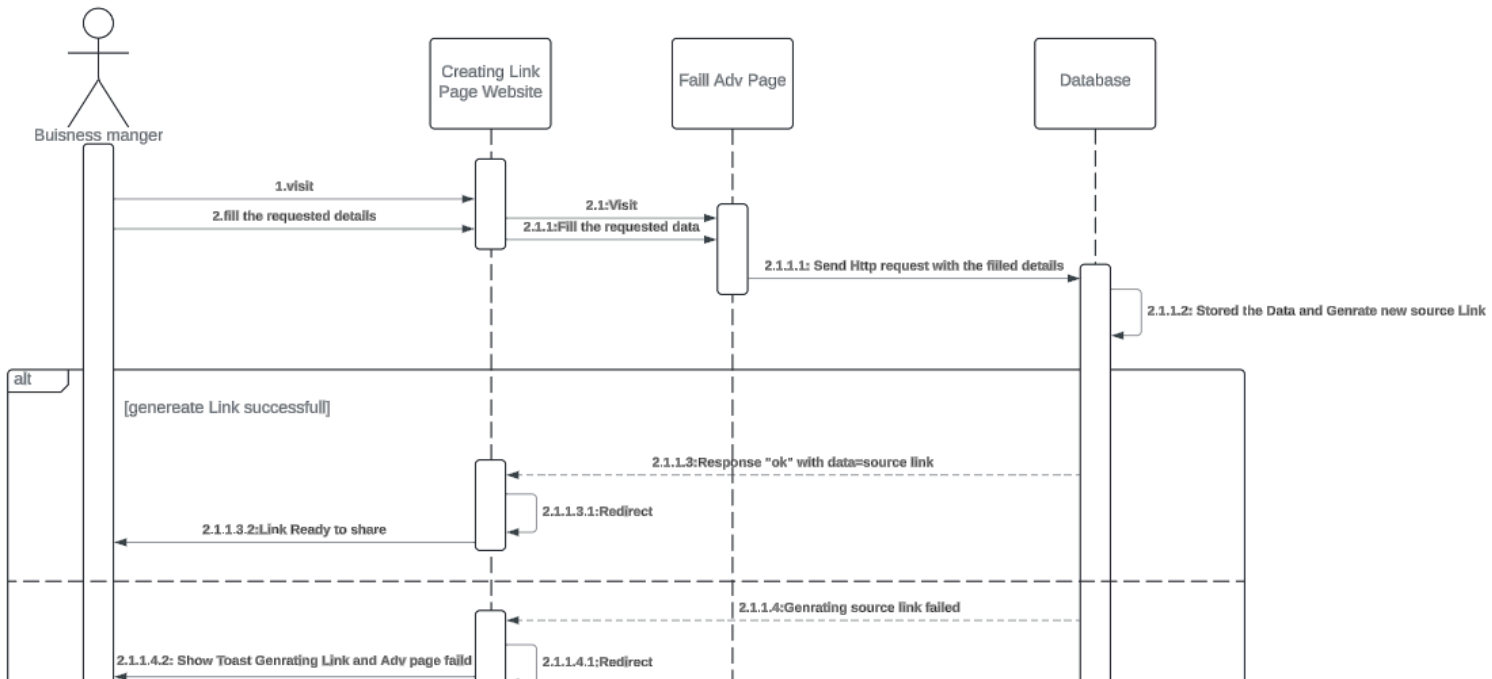 Creating Link
Page Website
Faill Adv Page
Database
Buisness manger
1.visit
2.fill the requested details
2.1:Visit
2.1.1:Fill the requested data
2.1.1.1: Send Http request with the fiiled details
2.1.1.2: Stored the Data and Genrate new source Link
alt
[genereate Link successfull]
2.1.1.3:Response "ok" with data=source link
2.1.1.3.1:Redirect
2.1.1.3.2:Link Ready to share
2.1.1.4:Genrating source link failed
2.1.1.4.2: Show Toast Genrating Link and Adv page faild
2.1.1.4.1:Redirect